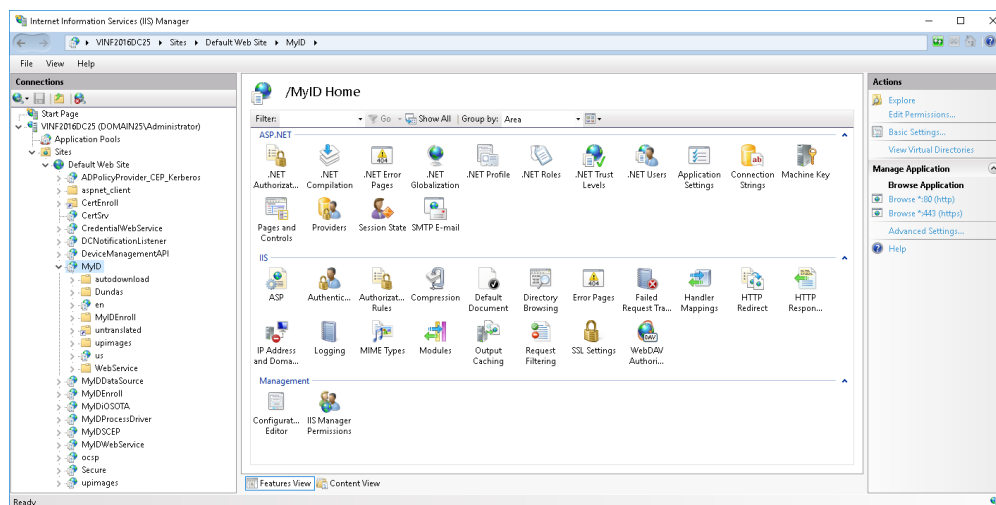 Internet Information Services (IIS) Manager
VINF2016DC25 Sites Default Web Site MyID
File View Help
Connections
Start Page
VINF2016DC25 (DOMAIN25\Administrator)
Application Pools
Sites
Default Web Site
ADPolicyProvider_CEP_Kerberos
aspnet_client
CertEnroll
CertSrv
CredentialWebService
DCNotificationListener
DeviceManagementAPI
MyID
autodownload
Dundas
en
MyIDEnroll
untranslated
upimages
us
WebService
MyIDDataSource
MyIDEnroll
MyIDiOSOTA
MyIDProcessDriver
MyIDSCEP
MyIDWebService
ocsp
Secure
upimages
/MyID Home
Filter: Go Show All Group by: Area
ASP.NET
.NET Authorizat...
.NET Compilation
.NET Error Pages
.NET Globalization
.NET Profile
.NET Roles
.NET Trust Levels
.NET Users
Application Settings
Connection Strings
Machine Key
Pages and Controls
Providers
Session State
SMTP E-mail
IIS
ASP
Authentic...
Authorizat... Rules
Compression
Default Document
Directory Browsing
Error Pages
Failed Request Tra...
Handler Mappings
HTTP Redirect
HTTP Respon...
IP Address and Doma...
Logging
MIME Types
Modules
Output Caching
Request Filtering
SSL Settings
WebDAV Authori...
Management
Configurat... Editor
IIS Manager Permissions
Features View Content View
Actions
Explore
Edit Permissions...
Basic Settings...
View Virtual Directories
Manage Application
Browse Application
Browse *:80 (http)
Browse *:443 (https)
Advanced Settings...
Help
Ready